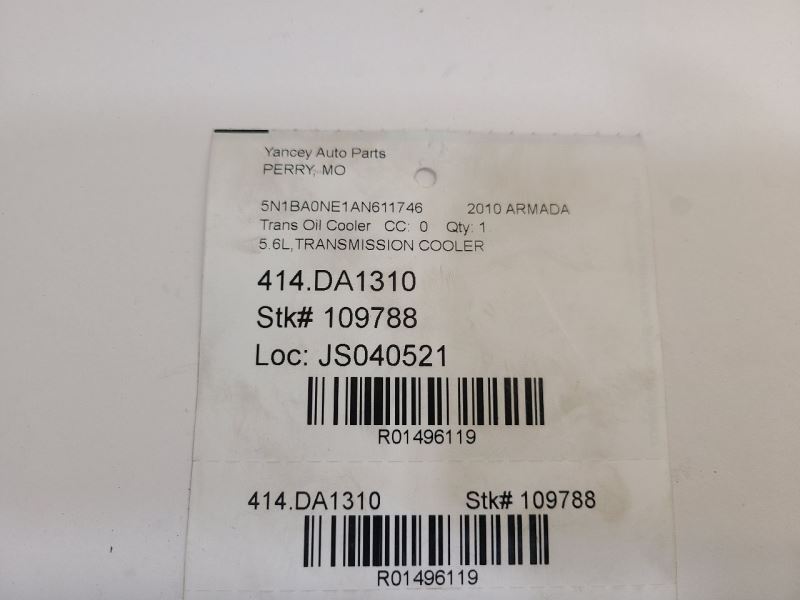 Yancey Auto Parts
PERRY, MO
5N1BA0NE1AN611746 2010 ARMADA
Trans Oil Cooler CC: 0 Qty: 1
5.6L,TRANSMISSION COOLER
414.DA1310
Stk# 109788
Loc: JS040521
R01496119
414.DA1310 Stk# 109788
R01496119